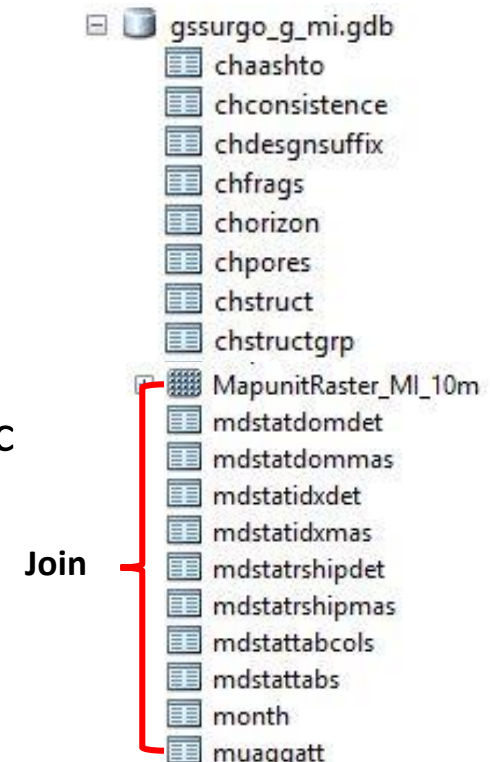 gssurgo_g_mi.gdb
chaashto
chconsistence
chdesgnsuffix
chfrags
chorizon
chpores
chstruct
chstructgrp
MapunitRaster_MI_10m
mdstatdomdet
C
mdstatdommas
mdstatidxdet
mdstatidxmas
Join
mdstatrshipdet
mdstatrshipmas
mdstattabcols
mdstattabs
month
muaggatt